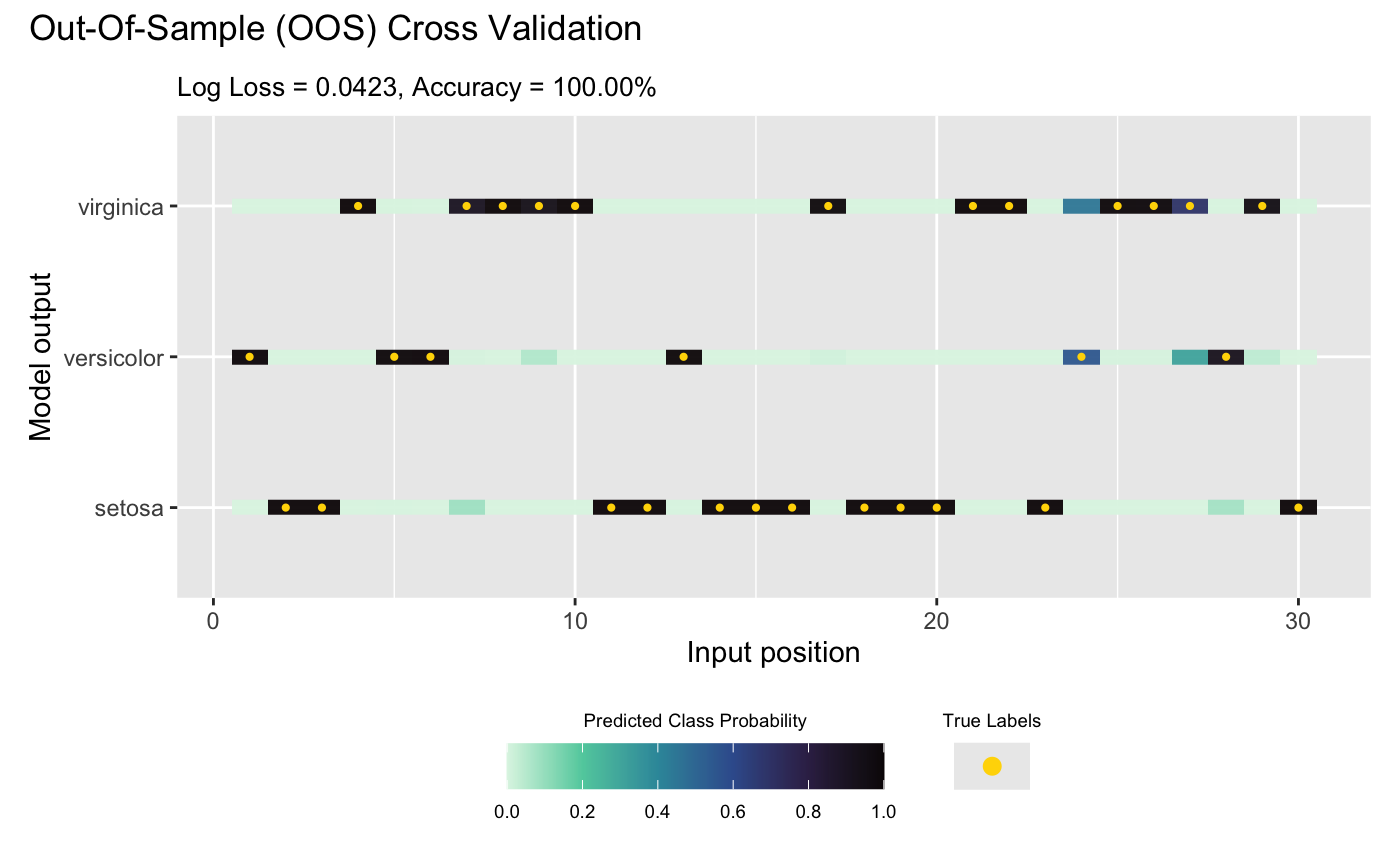 Out-Of-Sample (OOS) Cross Validation
Log Loss = 0.0423, Accuracy = 100.00%
Model output
virginica
versicolor
setosa
0 10 20 30
Input position
Predicted Class Probability
0.0 0.2 0.4 0.6 0.8 1.0
True Labels